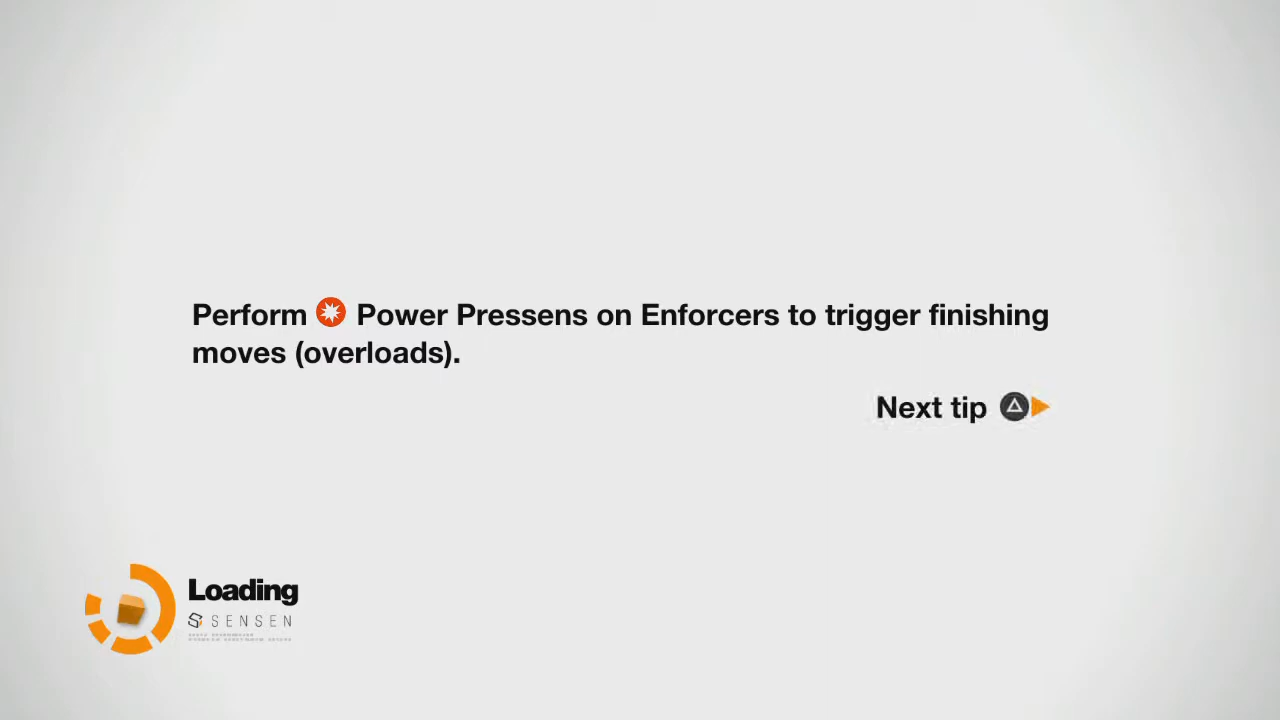 Perform Power Pressens on Enforcers to trigger finishing
moves (overloads).
Next tip
Loading
SENSEN